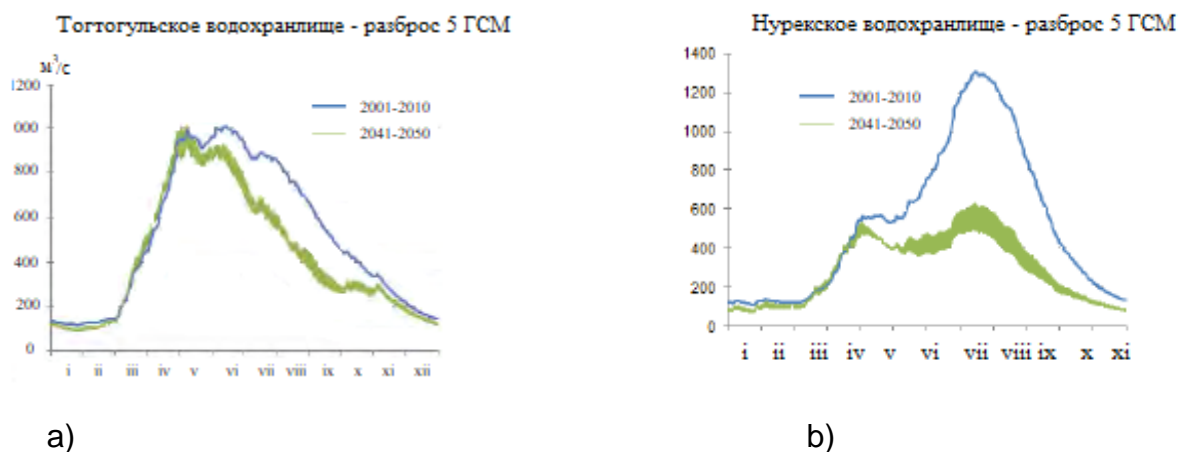 Тогтогульское водохранлище - разброс 5 ГСМ
м³/с
1200
000
800
600
400
200
0
2001-2010
2041-2050
i ii iii iv v vi vii viii ix x xi xii
a)
Нурекское водохранлище - разброс 5 ГСМ
1400
1200
1000
800
600
400
200
0
2001-2010
2041-2050
i ii iii iv v vi vii viii ix x xi
b)